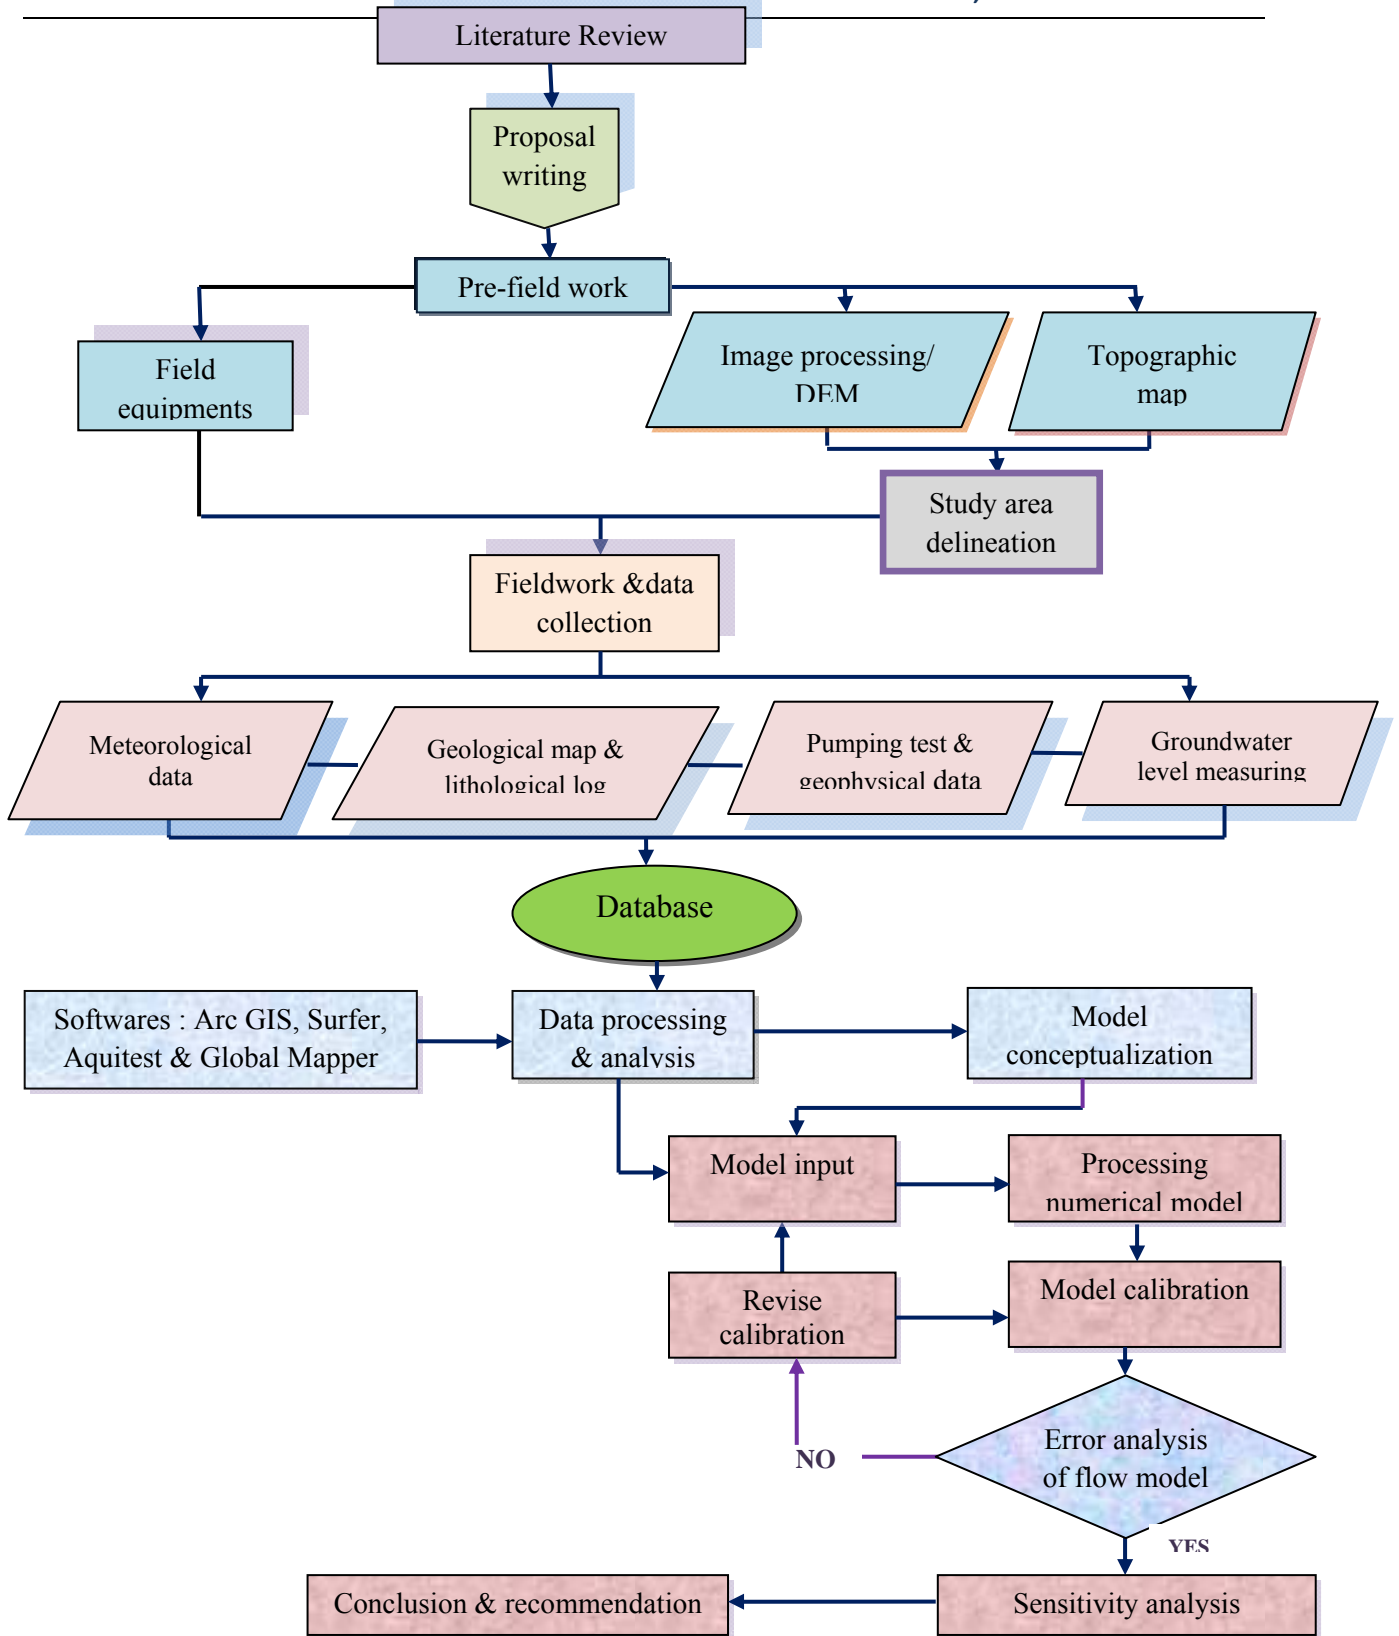 Literature Review
Proposal
writing
Pre-field work
Field
equipments
Image processing/
DEM
Topographic
map
Study area
delineation
Fieldwork &data
collection
Meteorological
data
Geological map &
lithological log
Pumping test &
geophysical data
Groundwater
level measuring
Database
Softwares : Arc GIS, Surfer,
Aquitest & Global Mapper
Data processing
& analysis
Model
conceptualization
Model input
Processing
numerical model
Revise
calibration
Model calibration
NO
Error analysis
of flow model
YES
Conclusion & recommendation
Sensitivity analysis